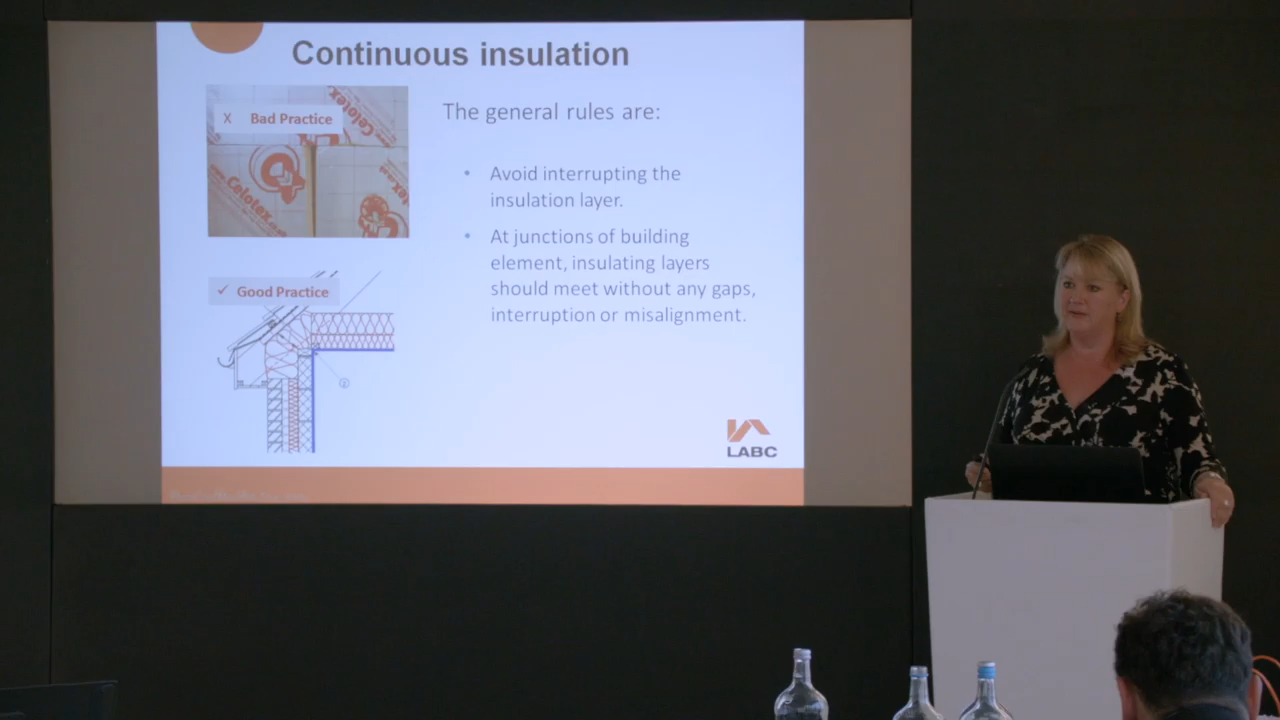 Continuous insulation
X Bad Practice
www.Celotex.
Celotex.
The general rules are:
• Avoid interrupting the
insulation layer.
• At junctions of building
element, insulating layers
should meet without any gaps,
interruption or misalignment.
✓ Good Practice
LABC